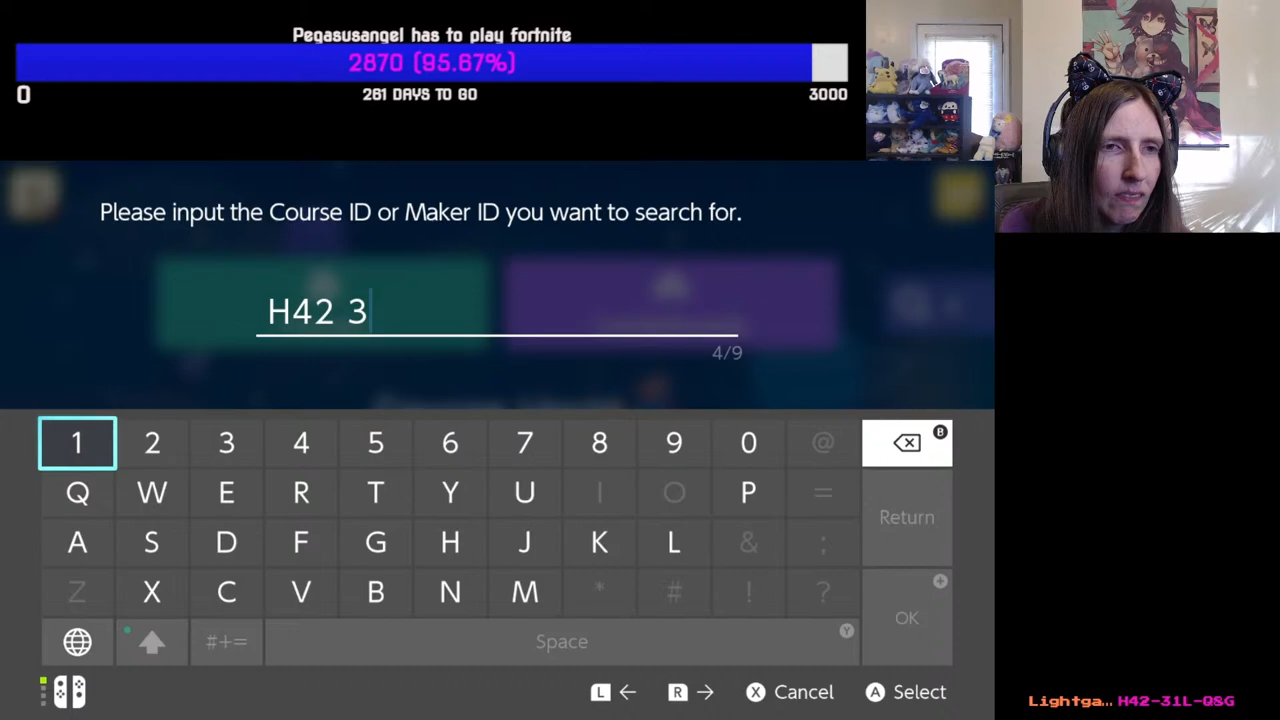 Pegasusangel has to play fortnite
2870 (95.67%)
0
261 DAYS TO GO
3000
Please input the Course ID or Maker ID you want to search for.
H42 3
4/9
1 2 3 4 5 6 7 8 9 0 @
B
Q W E R T Y U I O P =
Return
A S D F G H J K L & ;
Z X C V B N M * # ! ?
OK
#+= Space Y
L ← R → X Cancel A Select
Lightga… H42-31L-Q8G